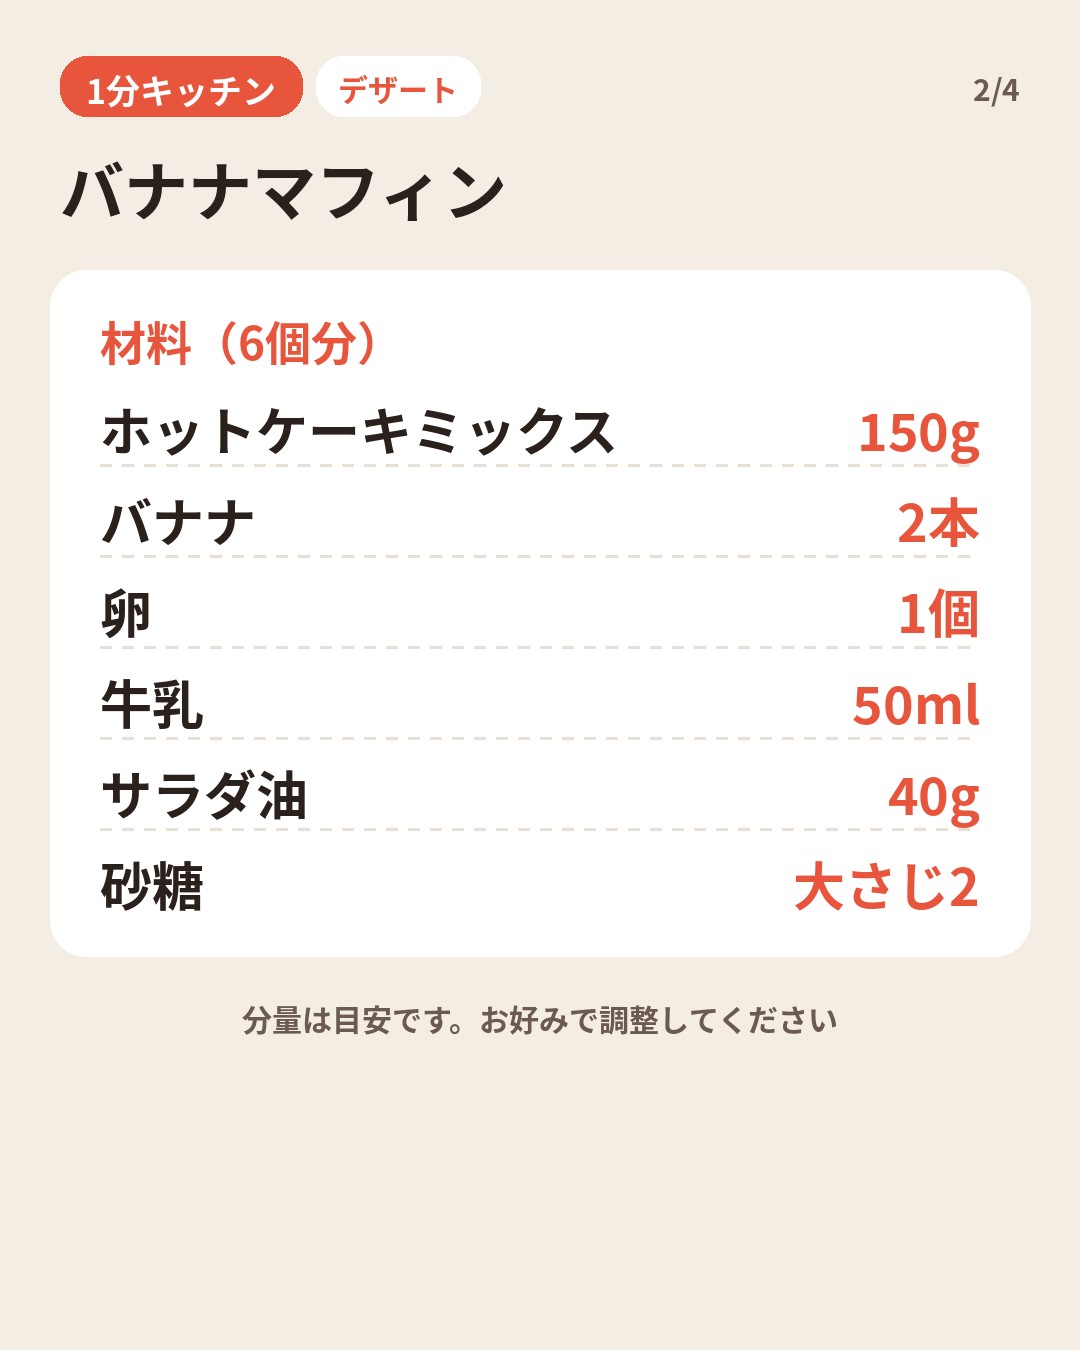 1分キッチン デザート 2/4
バナナマフィン
材料（6個分）
ホットケーキミックス 150g
バナナ 2本
卵 1個
牛乳 50ml
サラダ油 40g
砂糖 大さじ2
分量は目安です。お好みで調整してください